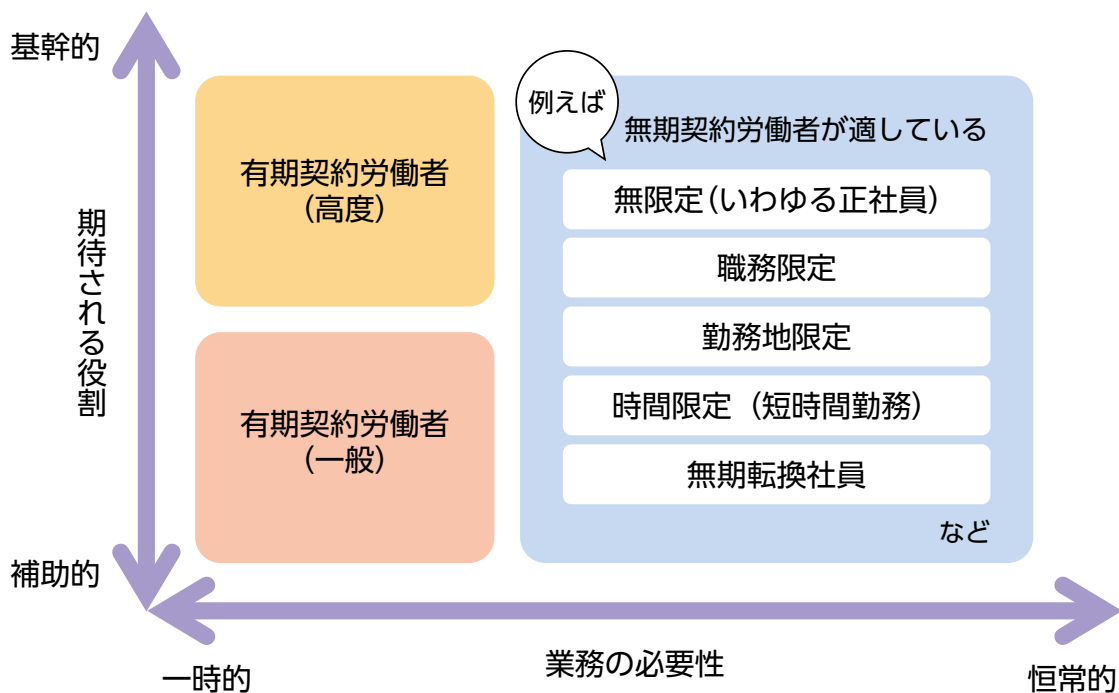 基幹的
期待される役割
補助的
有期契約労働者
(高度)
有期契約労働者
(一般)
例えば
無期契約労働者が適している
無限定(いわゆる正社員)
職務限定
勤務地限定
時間限定(短時間勤務)
無期転換社員
など
一時的
業務の必要性
恒常的